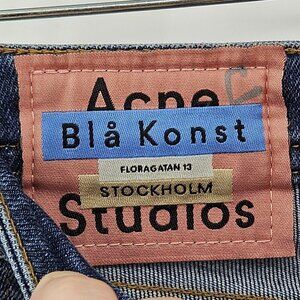 Acne
Blå Konst
FLORAGATAN 13
STOCKHOLM
Studios